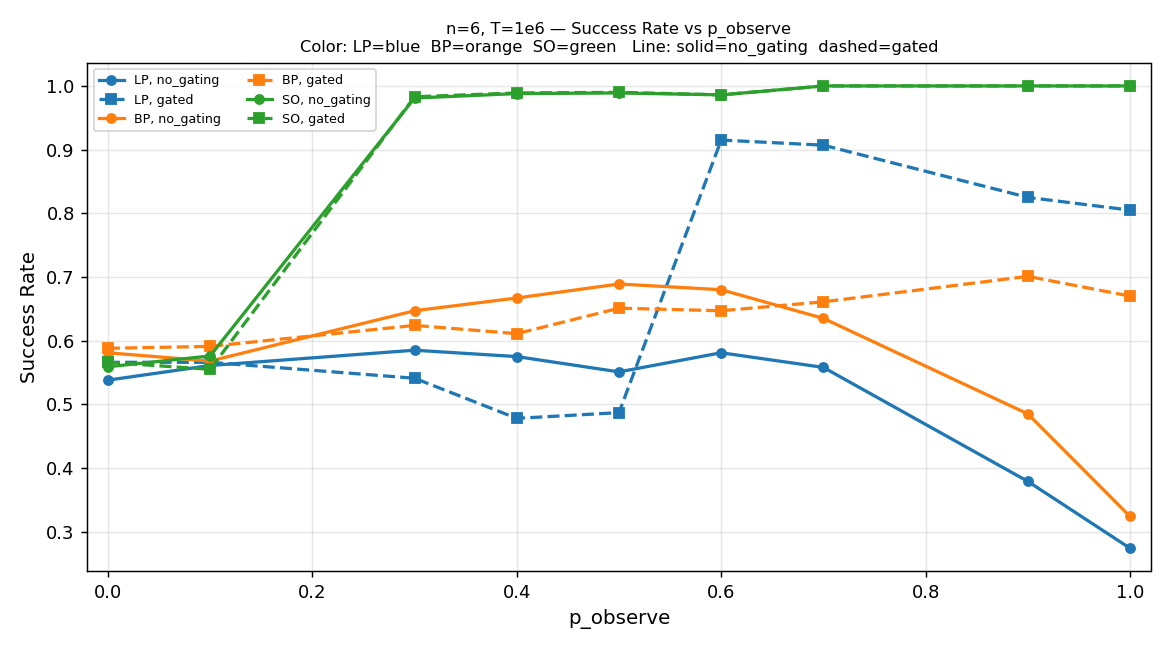 n=6, T=1e6 — Success Rate vs p_observe
Color: LP=blue  BP=orange  SO=green   Line: solid=no_gating  dashed=gated
LP, no_gating
LP, gated
BP, no_gating
BP, gated
SO, no_gating
SO, gated
Success Rate
1.0
0.9
0.8
0.7
0.6
0.5
0.4
0.3
0.0
0.2
0.4
0.6
0.8
1.0
p_observe